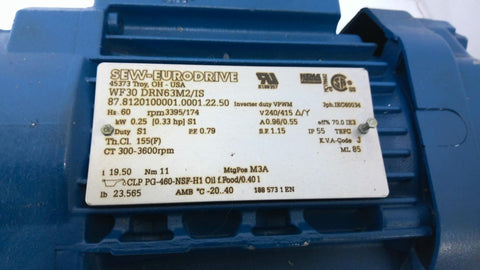 SEW-EURODRIVE
45373 Troy, OH - USA
WF30 DRN63M2/IS
87.8120100001.0001.22.50 Inverter duty VPWM 3ph.IEC60034
Hz 60 rpm 3395/174 V 240/415 Δ/Y
kW 0.25 (0.33 hp) S1 A 0.96/0.55 eff% 70.0 IE3
Duty S1 P.F. 0.79 S.F. 1.15 IP 55 TEFC
Th.Cl. 155(F) K.V.A.-Code J
CT 300-3600rpm ML 85
i 19.50 Nm 11 MtgPos M3A
CLP PG-460-NSF-H1 Oil f.Food/0.40 l
lb 23.565 AMB °C -20..40 188 573 1 EN